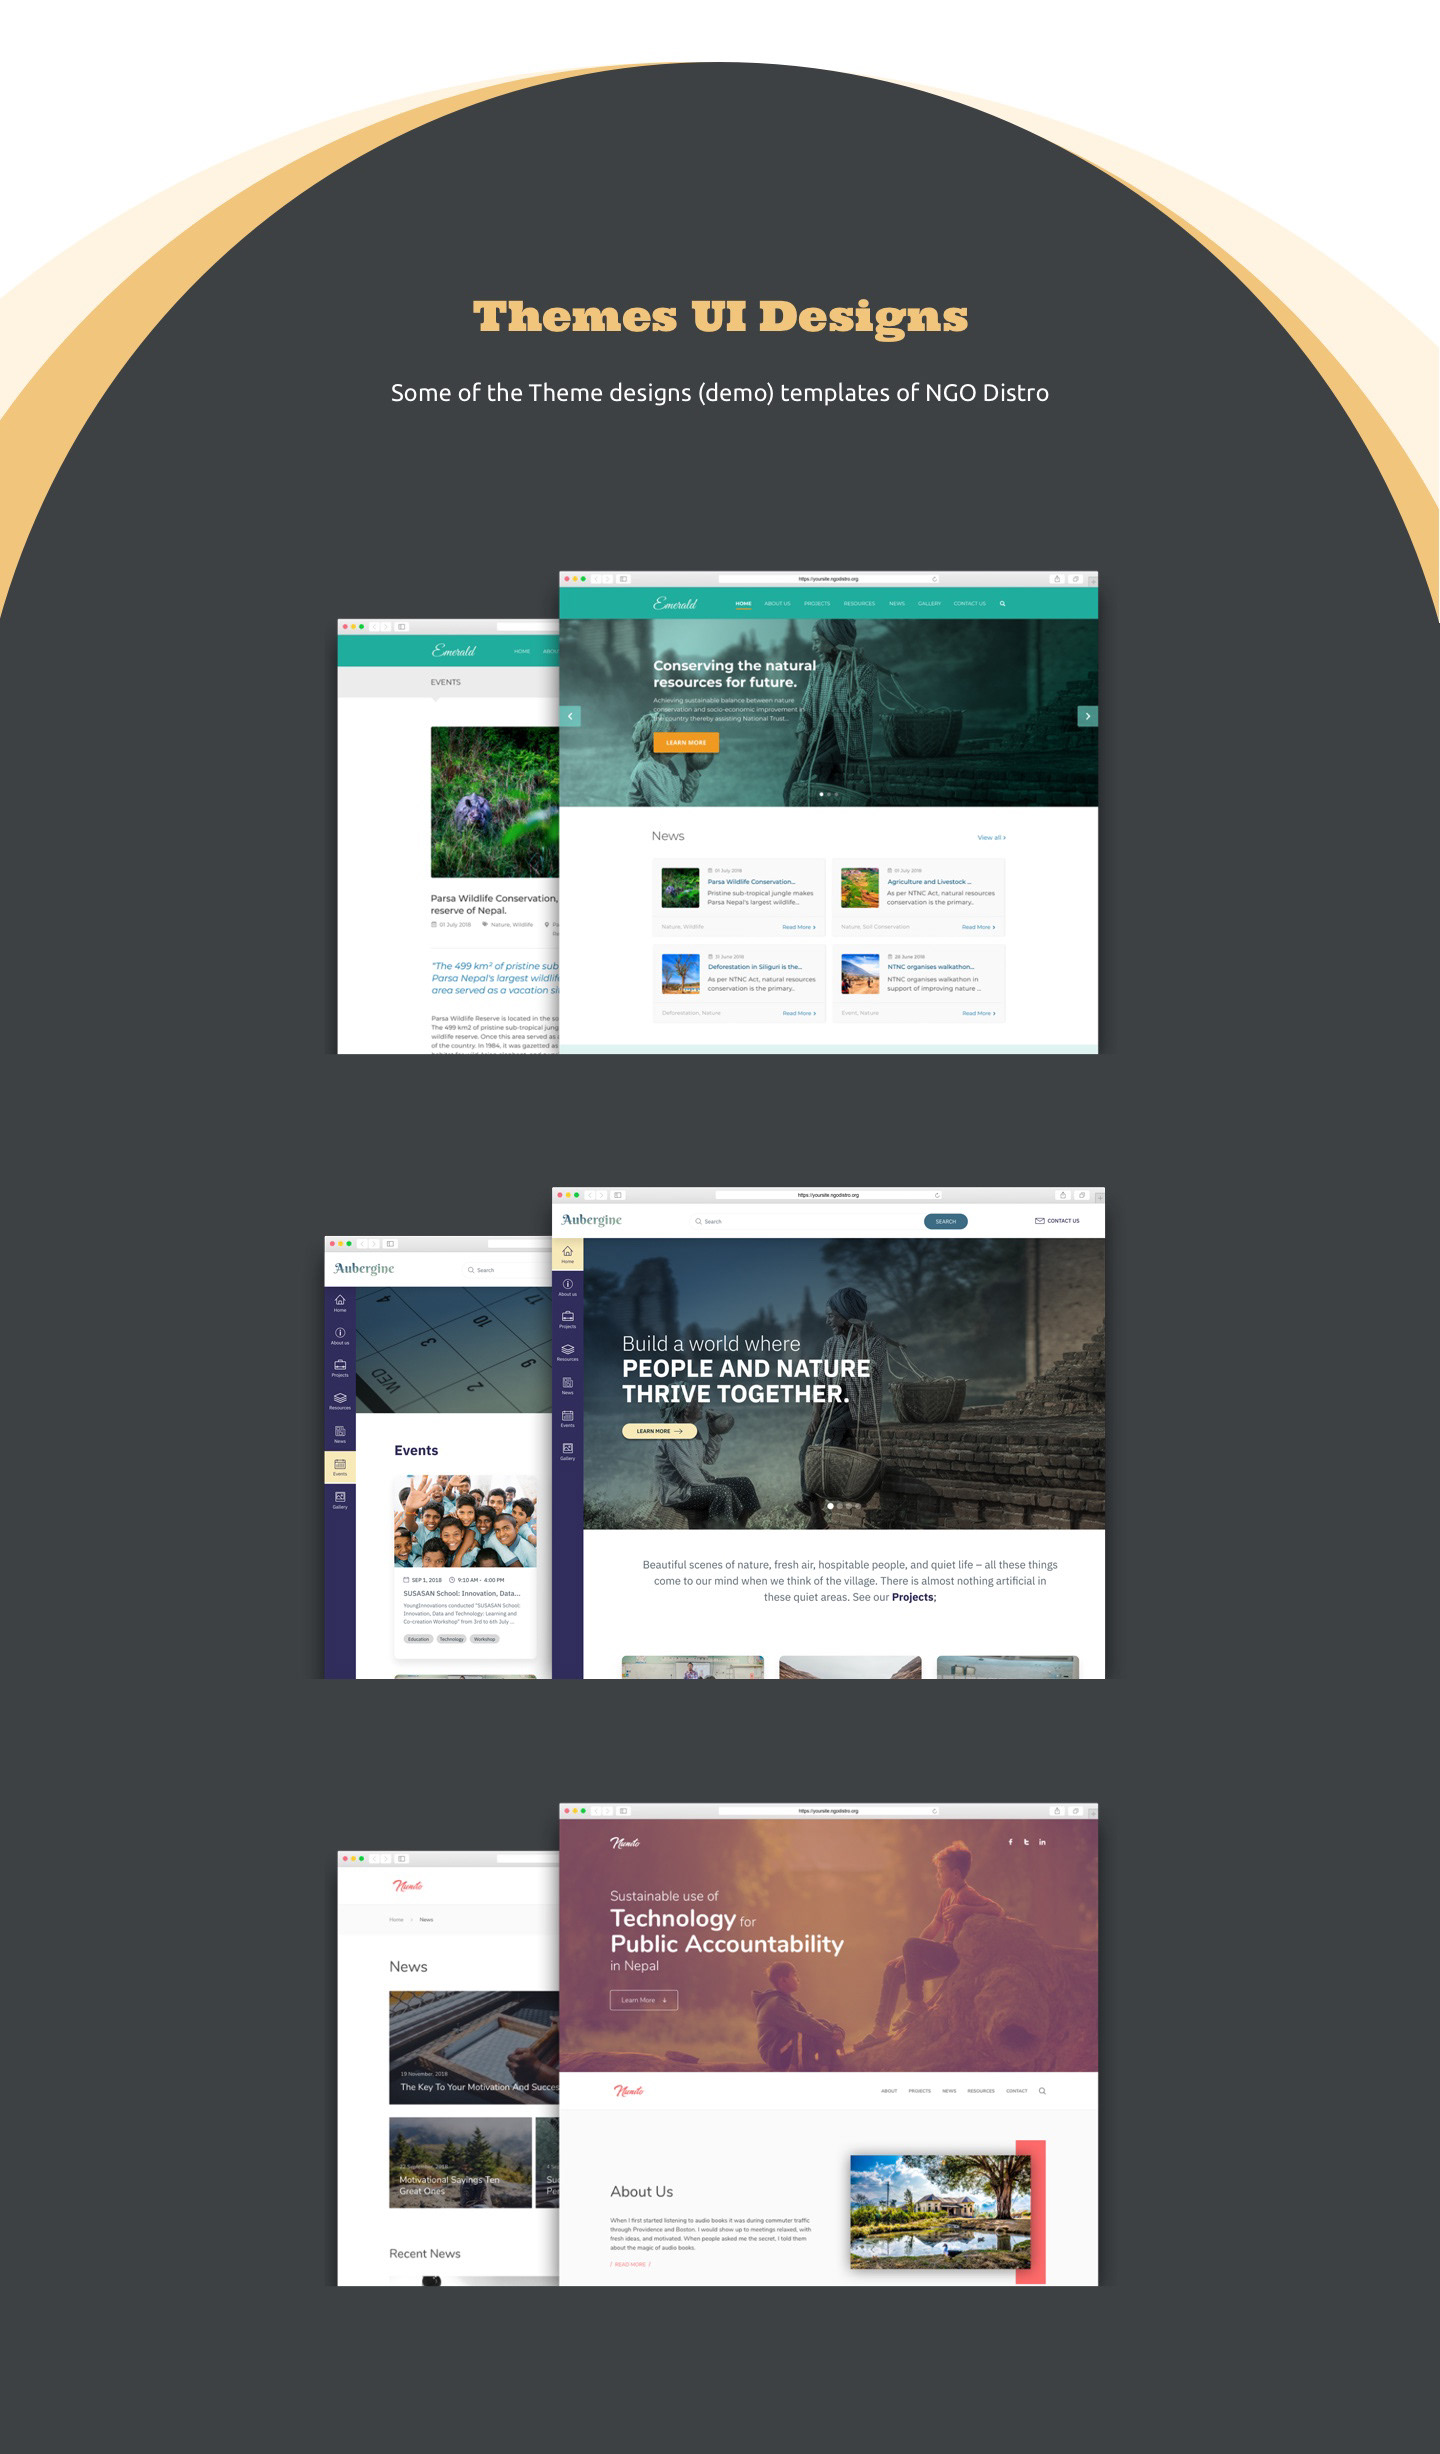 Themes UI Designs
Some of the Theme designs (demo) templates of NGO Distro
https://yoursite.ngodistro.org
Emerald
HOME ABOUT US PROJECTS RESOURCES NEWS GALLERY CONTACT US
Conserving the natural
resources for future.
Achieving sustainable balance between nature
conservation and socio-economic improvement in
the country thereby assisting National Trust...
LEARN MORE
News
View all
01 July 2018
Parsa Wildlife Conservation...
Pristine sub-tropical jungle makes
Parsa Nepal's largest wildlife...
Nature, Wildlife
Read More
01 July 2018
Agriculture and Livestock ...
As per NTNC Act, natural resources
conservation is the primary..
Nature, Soil Conservation
Read More
31 June 2018
Deforestation in Siliguri is the...
As per NTNC Act, natural resources
conservation is the primary..
Deforestation, Nature
Read More
28 June 2018
NTNC organises walkathon...
NTNC organises walkathon in
support of improving nature ...
Event, Nature
Read More
Emerald
HOME
EVENTS
Parsa Wildlife Conservation,
reserve of Nepal.
01 July 2018 Nature, Wildlife
"The 499 km² of pristine sub
Parsa Nepal's largest wildlif
area served as a vacation
Parsa Wildlife Reserve is located in the so
The 499 km2 of pristine sub-tropical jung
wildlife reserve. Once this area served as
of the country. In 1984, it was gazetted as
https://yoursite.ngodistro.org
Aubergine
Search
SEARCH
CONTACT US
Home
About us
Projects
Resources
News
Events
Gallery
Build a world where
PEOPLE AND NATURE
THRIVE TOGETHER.
LEARN MORE
Beautiful scenes of nature, fresh air, hospitable people, and quiet life – all these things
come to our mind when we think of the village. There is almost nothing artificial in
these quiet areas. See our Projects;
Aubergine
Search
Home
About us
Projects
Resources
News
Events
Gallery
WED
4
3
2
11
10
9
Events
SEP 1, 2018 9:10 AM - 4:00 PM
SUSASAN School: Innovation, Data...
YoungInnovations conducted "SUSASAN School:
Innovation, Data and Technology: Learning and
Co-creation Workshop" from 3rd to 6th July ...
Education Technology Workshop
https://yoursite.ngodistro.org
Nunito
Sustainable use of
Technology for
Public Accountability
in Nepal
Learn More
Nunito
ABOUT PROJECTS NEWS RESOURCES CONTACT
About Us
When I first started listening to audio books it was during commuter traffic
through Providence and Boston. I would show up to meetings relaxed, with
fresh ideas, and motivated. When people asked me the secret, I told them
about the magic of audio books.
/ READ MORE /
Nunito
Home › News
News
19 November, 2018
The Key To Your Motivation And Succes
Motivational Sayings Ten
Great Ones
Recent News